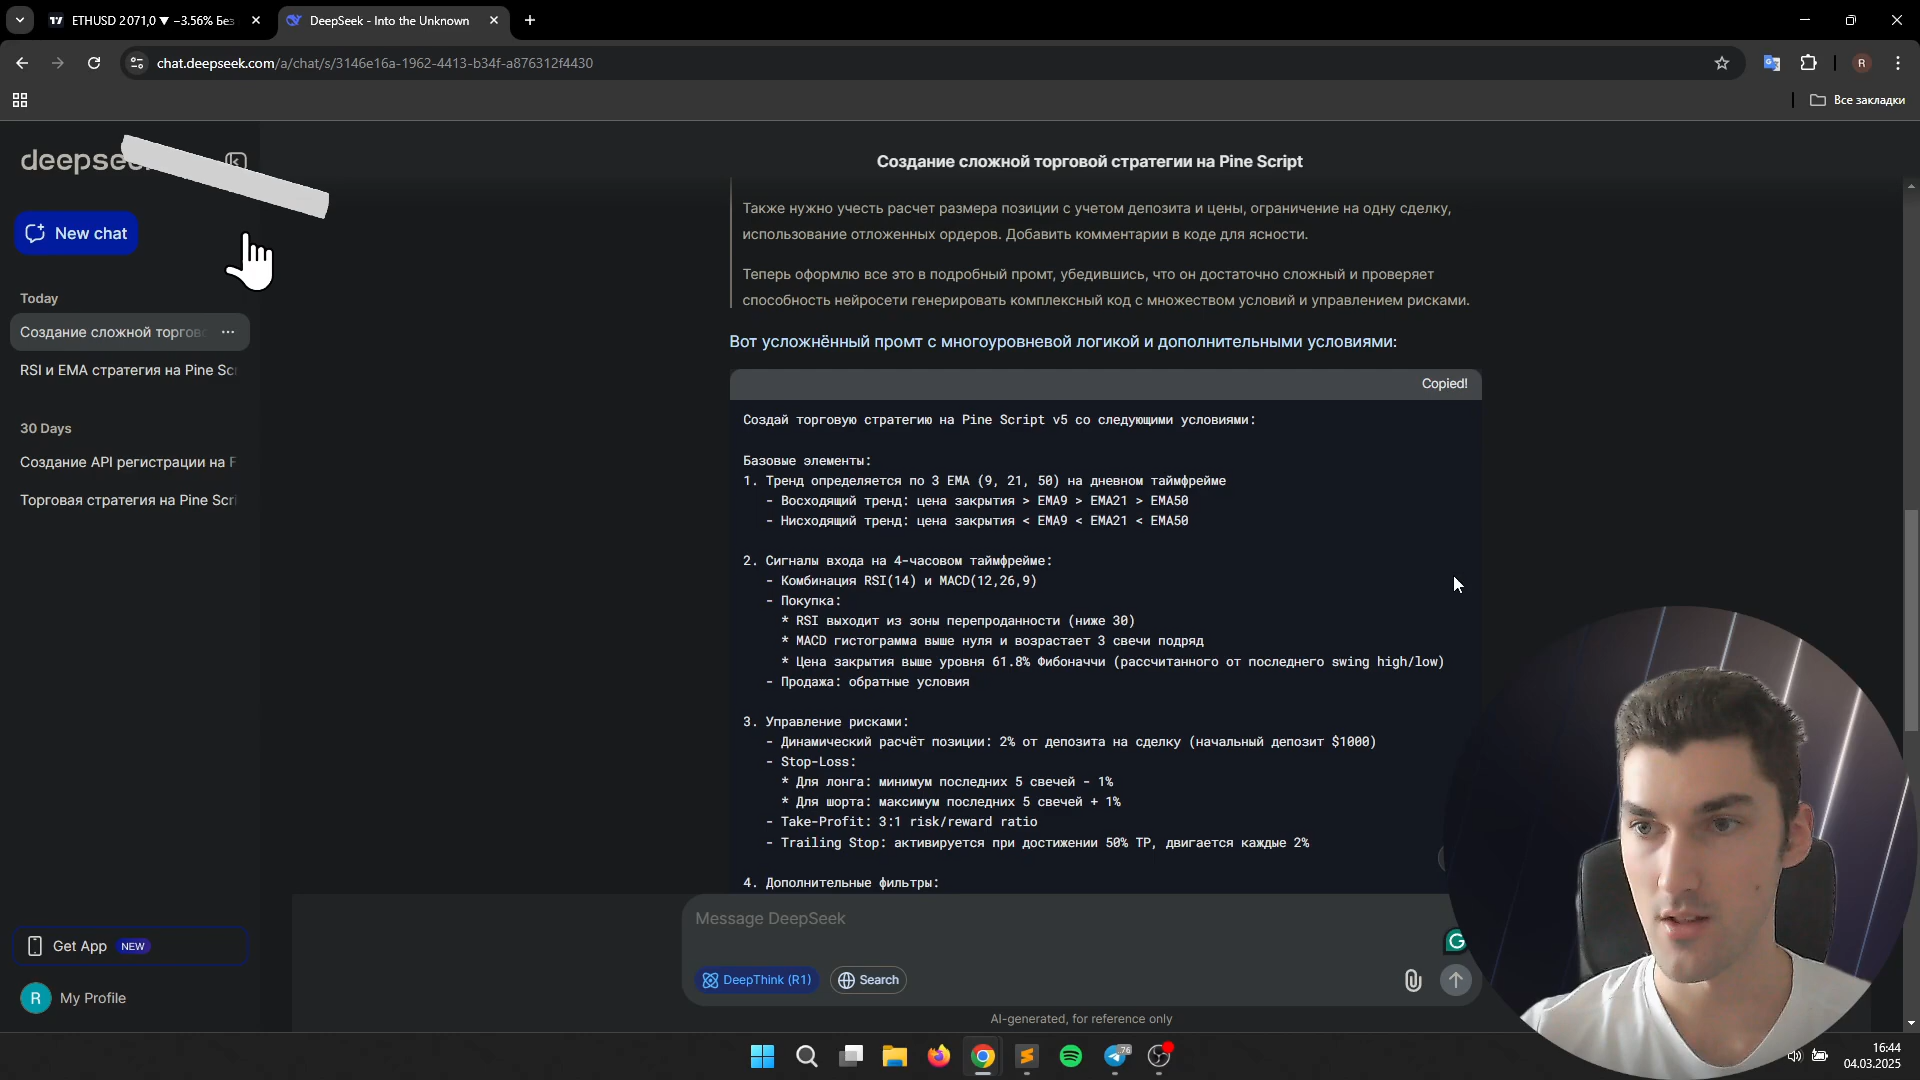 ETHUSD 2 071,0 ▼ −3.56% Без
DeepSeek - Into the Unknown
chat.deepseek.com/a/chat/s/3146e16a-1962-4413-b34f-a876312f4430
R
Все закладки
deepsee
New chat
Today
Создание сложной торгово
RSI и EMA стратегия на Pine Scr
30 Days
Создание API регистрации на F
Торговая стратегия на Pine Scri
Get App NEW
R My Profile
Создание сложной торговой стратегии на Pine Script
Также нужно учесть расчет размера позиции с учетом депозита и цены, ограничение на одну сделку,
использование отложенных ордеров. Добавить комментарии в коде для ясности.
Теперь оформлю все это в подробный промт, убедившись, что он достаточно сложный и проверяет
способность нейросети генерировать комплексный код с множеством условий и управлением рисками.
Вот усложнённый промт с многоуровневой логикой и дополнительными условиями:
Copied!
Создай торговую стратегию на Pine Script v5 со следующими условиями:
Базовые элементы:
1. Тренд определяется по 3 EMA (9, 21, 50) на дневном таймфрейме
- Восходящий тренд: цена закрытия > EMA9 > EMA21 > EMA50
- Нисходящий тренд: цена закрытия < EMA9 < EMA21 < EMA50
2. Сигналы входа на 4-часовом таймфрейме:
- Комбинация RSI(14) и MACD(12,26,9)
- Покупка:
* RSI выходит из зоны перепроданности (ниже 30)
* MACD гистограмма выше нуля и возрастает 3 свечи подряд
* Цена закрытия выше уровня 61.8% Фибоначчи (рассчитанного от последнего swing high/low)
- Продажа: обратные условия
3. Управление рисками:
- Динамический расчёт позиции: 2% от депозита на сделку (начальный депозит $1000)
- Stop-Loss:
* Для лонга: минимум последних 5 свечей - 1%
* Для шорта: максимум последних 5 свечей + 1%
- Take-Profit: 3:1 risk/reward ratio
- Trailing Stop: активируется при достижении 50% TP, двигается каждые 2%
4. Дополнительные фильтры:
Message DeepSeek
G
DeepThink (R1)
Search
AI-generated, for reference only
76
16:44
04.03.2025